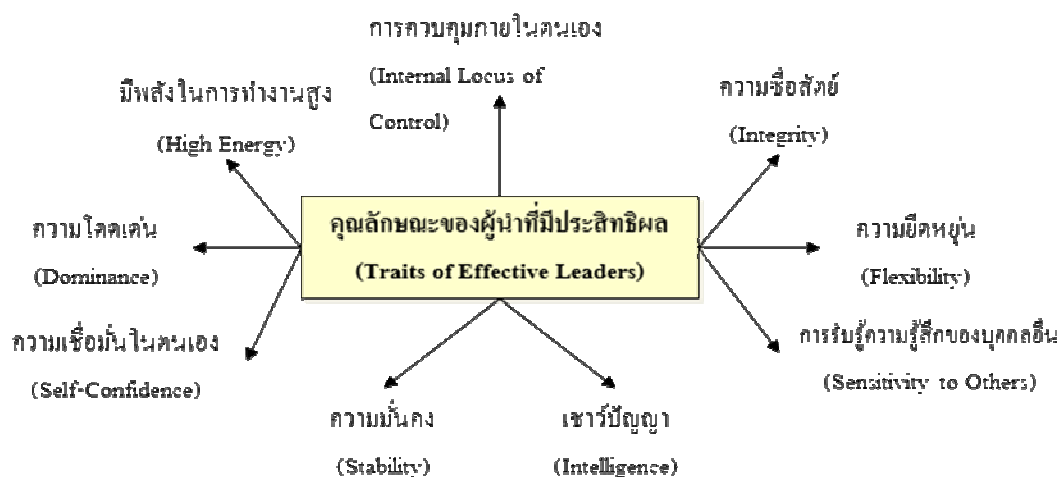 การควบคุมภายในตนเอง
(Internal Locus of
Control)
มีพลังในการทำงานสูง
(High Energy)
ความซื่อสัตย์
(Integrity)
คุณลักษณะของผู้นำที่มีประสิทธิผล
(Traits of Effective Leaders)
ความโดดเด่น
(Dominance)
ความยืดหยุ่น
(Flexibility)
ความเชื่อมั่นในตนเอง
(Self-Confidence)
การรับรู้ความรู้สึกของบุคคลอื่น
(Sensitivity to Others)
ความมั่นคง
(Stability)
เชาว์ปัญญา
(Intelligence)